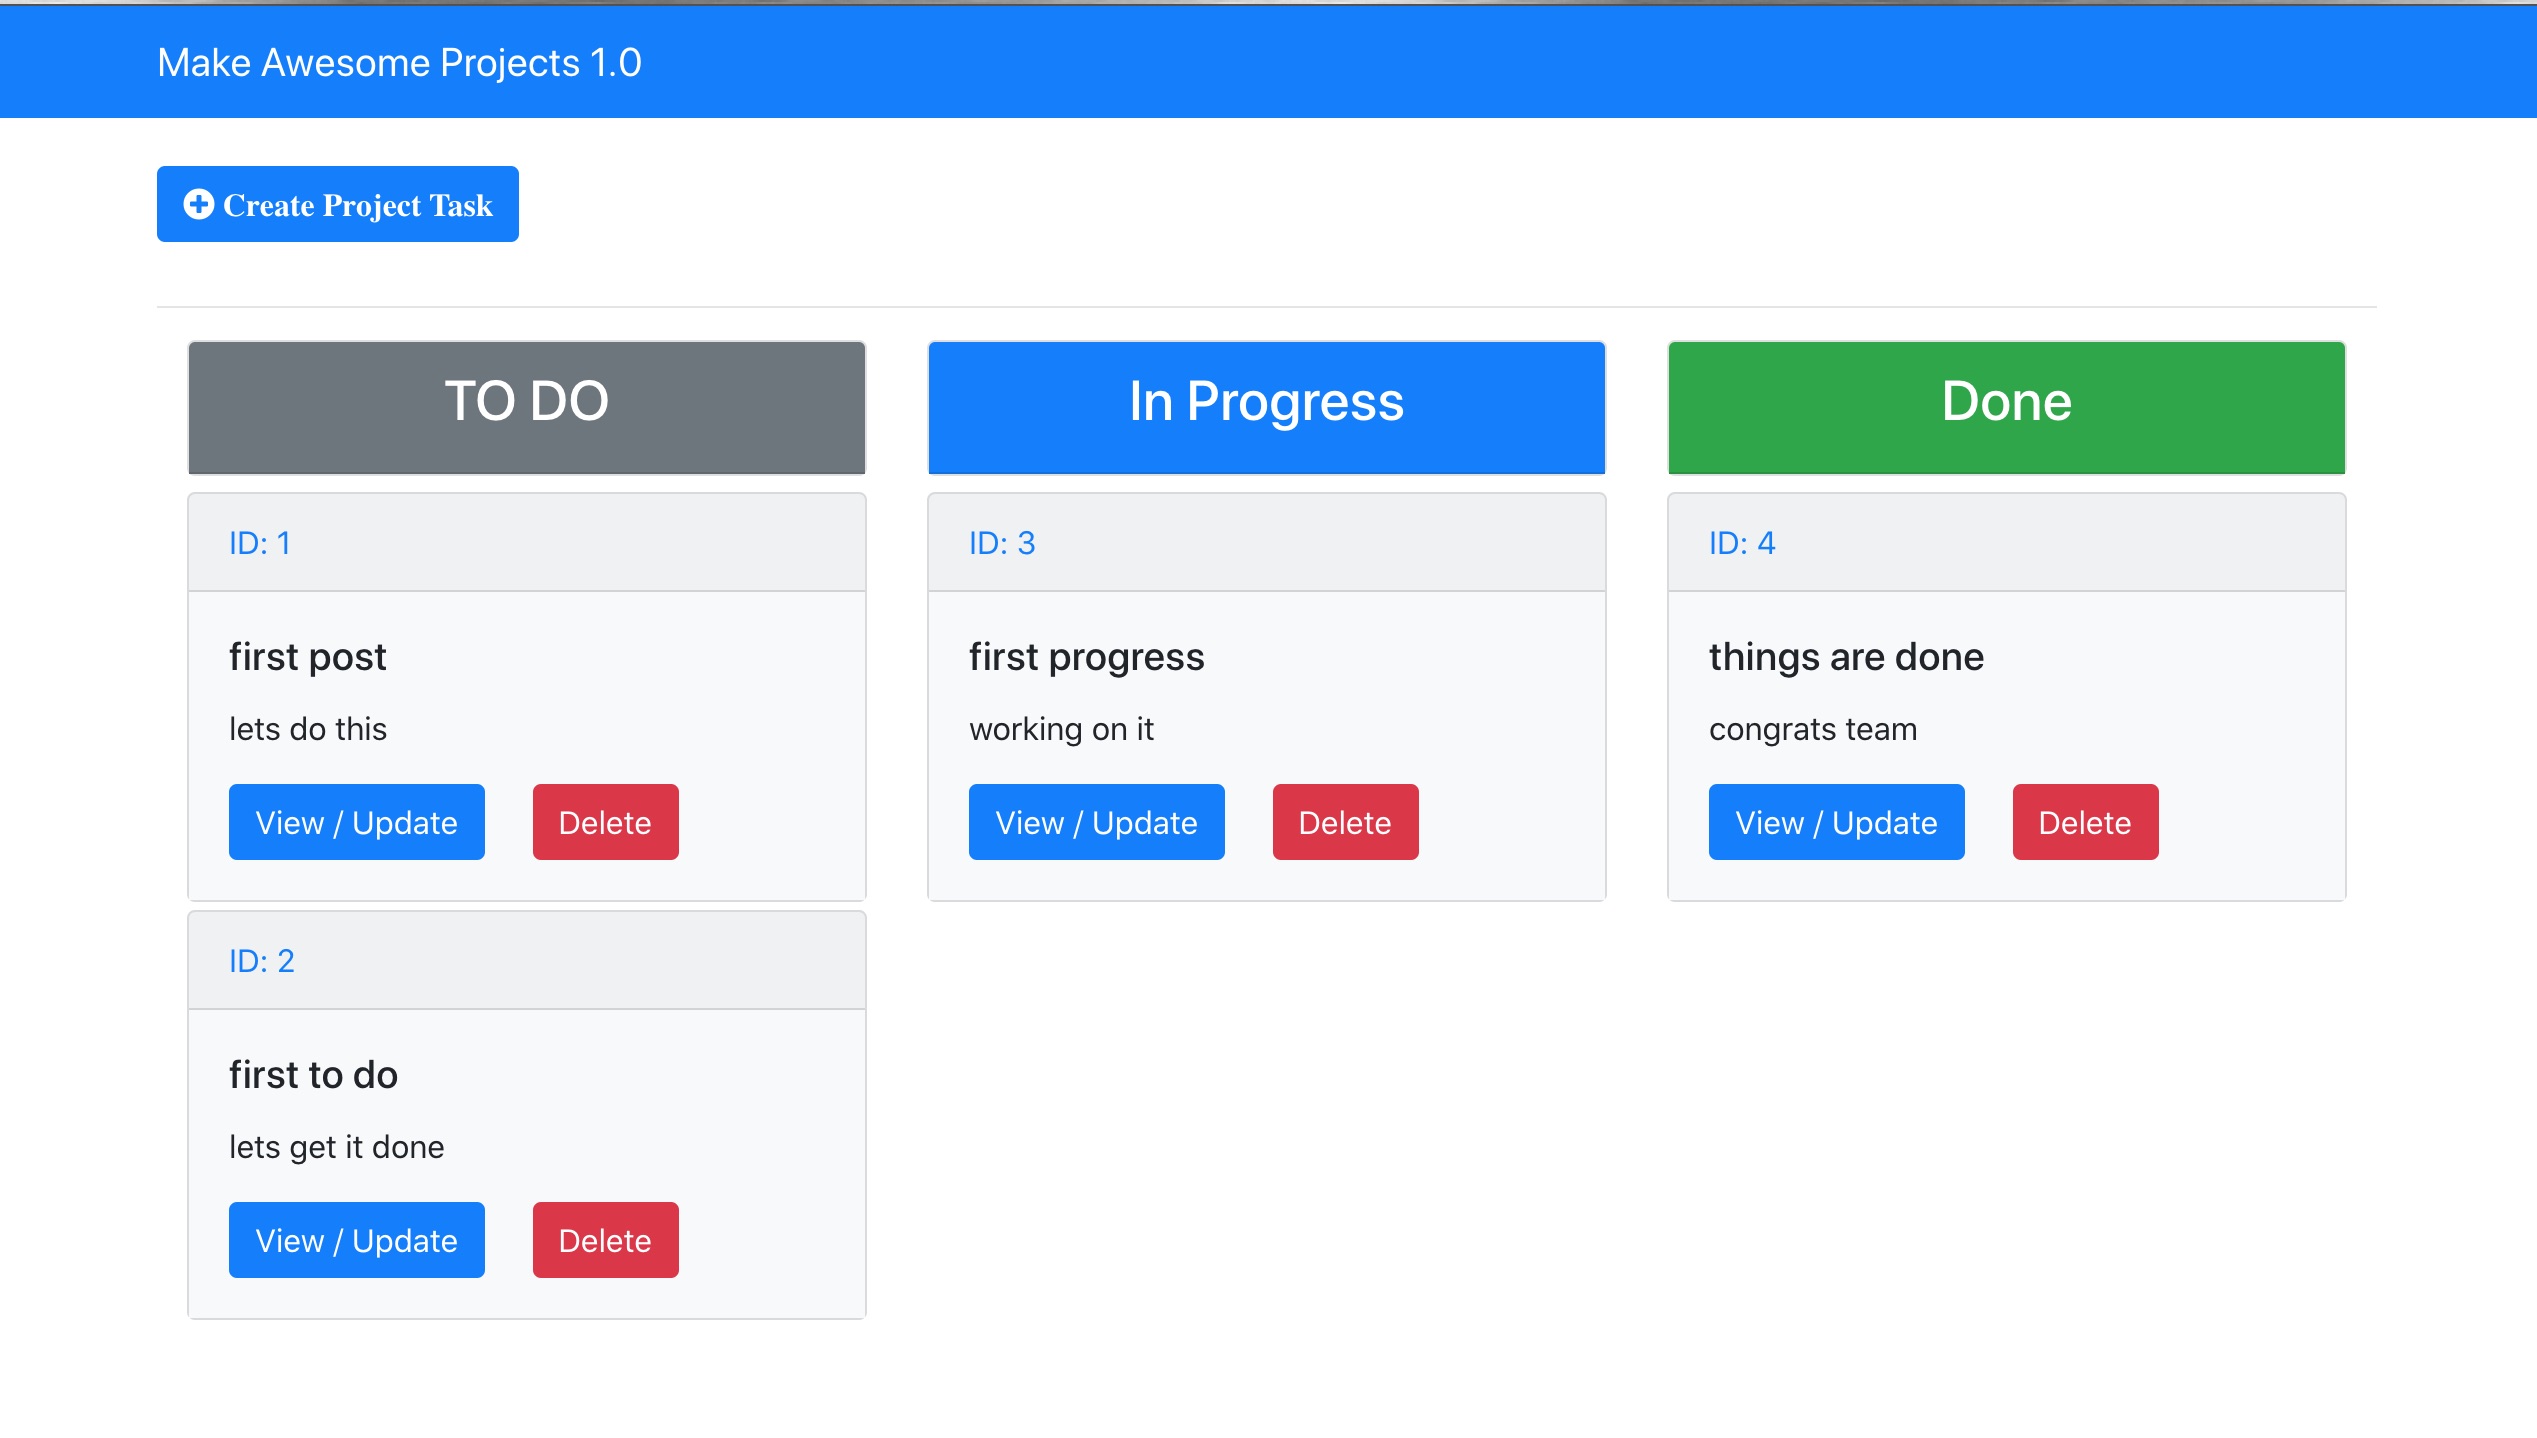 Make Awesome Projects 1.0
Create Project Task
TO DO
ID: 1
first post
lets do this
View / Update Delete
ID: 2
first to do
lets get it done
View / Update Delete
In Progress
ID: 3
first progress
working on it
View / Update Delete
Done
ID: 4
things are done
congrats team
View / Update Delete